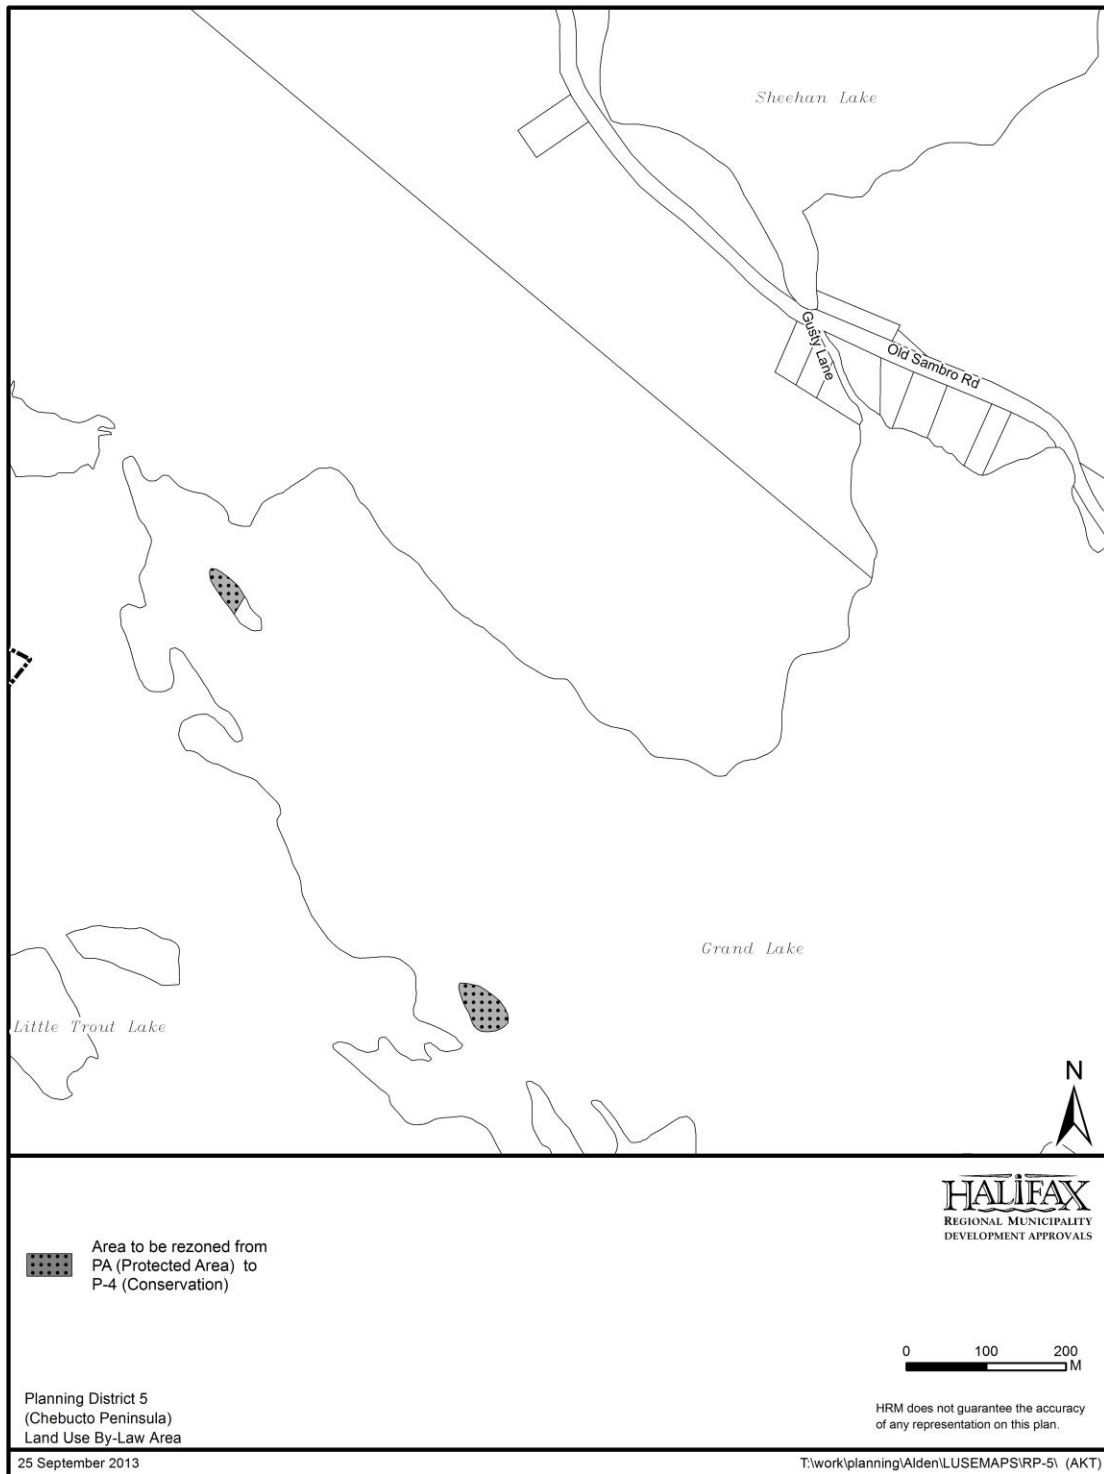 Sheehan Lake
Gusty Lane
Old Sambro Rd
Grand Lake
Little Trout Lake
N
HALIFAX
REGIONAL MUNICIPALITY
DEVELOPMENT APPROVALS
Area to be rezoned from
PA (Protected Area) to
P-4 (Conservation)
0 100 200
M
Planning District 5
(Chebucto Peninsula)
Land Use By-Law Area
HRM does not guarantee the accuracy
of any representation on this plan.
25 September 2013
T:\work\planning\Alden\LUSEMAPS\RP-5\ (AKT)